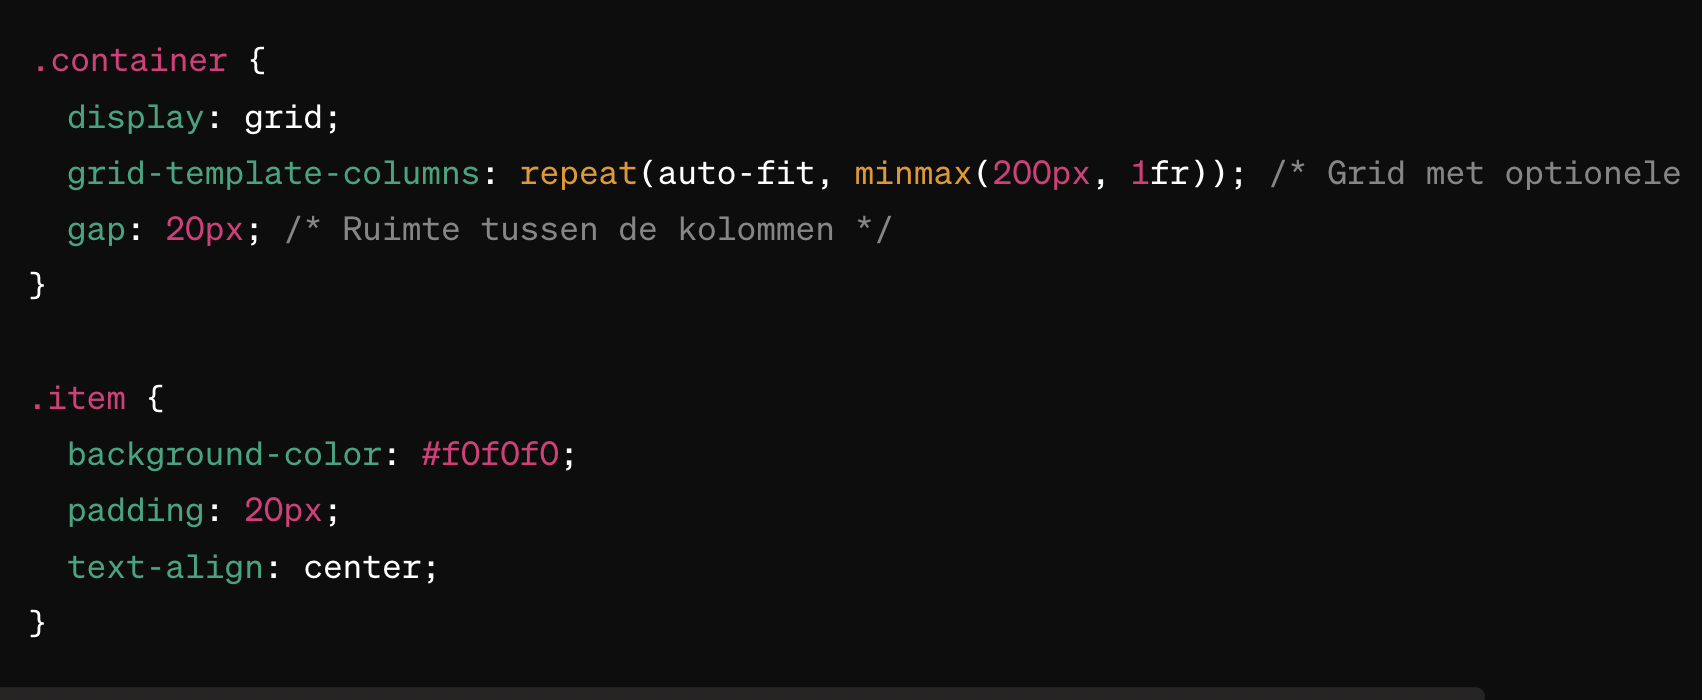 .container {
  display: grid;
  grid-template-columns: repeat(auto-fit, minmax(200px, 1fr)); /* Grid met optionele
  gap: 20px; /* Ruimte tussen de kolommen */
}

.item {
  background-color: #f0f0f0;
  padding: 20px;
  text-align: center;
}